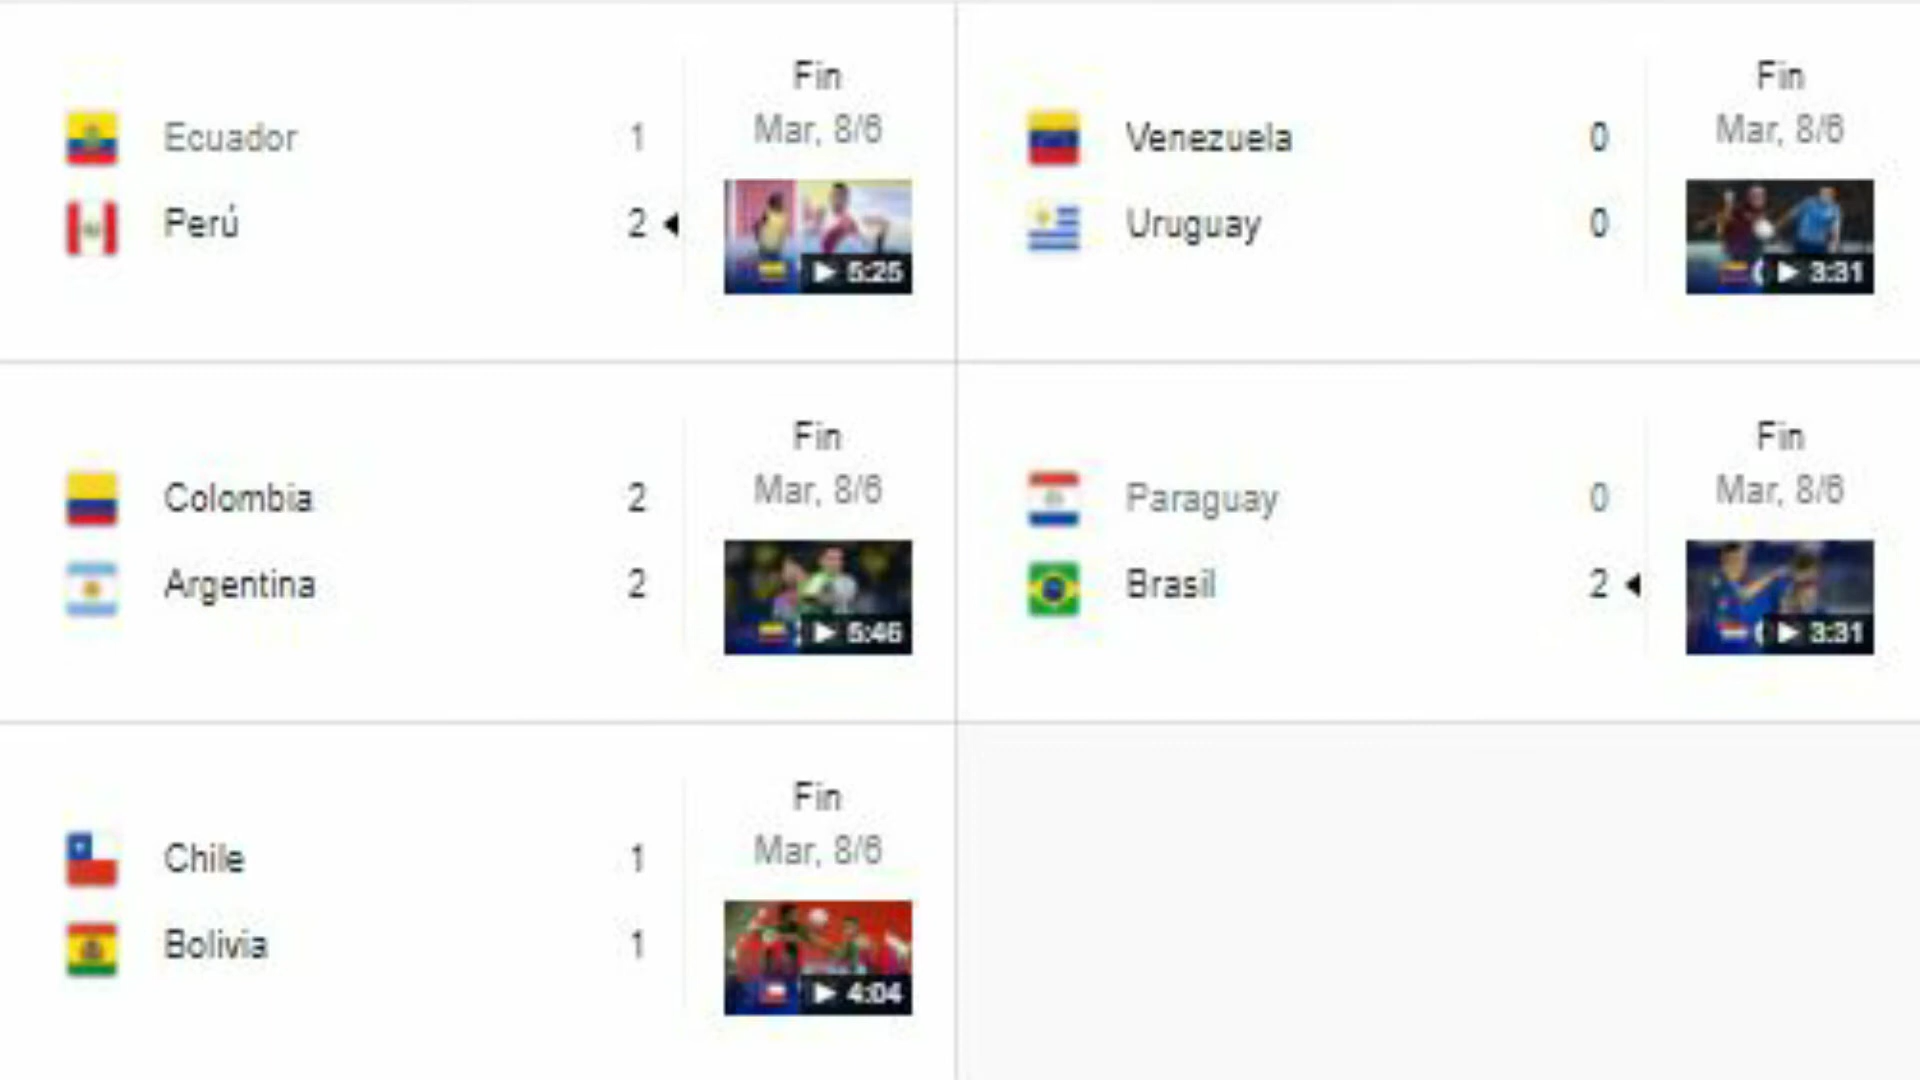 Fin
Mar, 8/6
Ecuador 1
Perú 2
5:25
Fin
Mar, 8/6
Venezuela 0
Uruguay 0
3:31
Fin
Mar, 8/6
Colombia 2
Argentina 2
5:46
Fin
Mar, 8/6
Paraguay 0
Brasil 2
3:31
Fin
Mar, 8/6
Chile 1
Bolivia 1
4:04